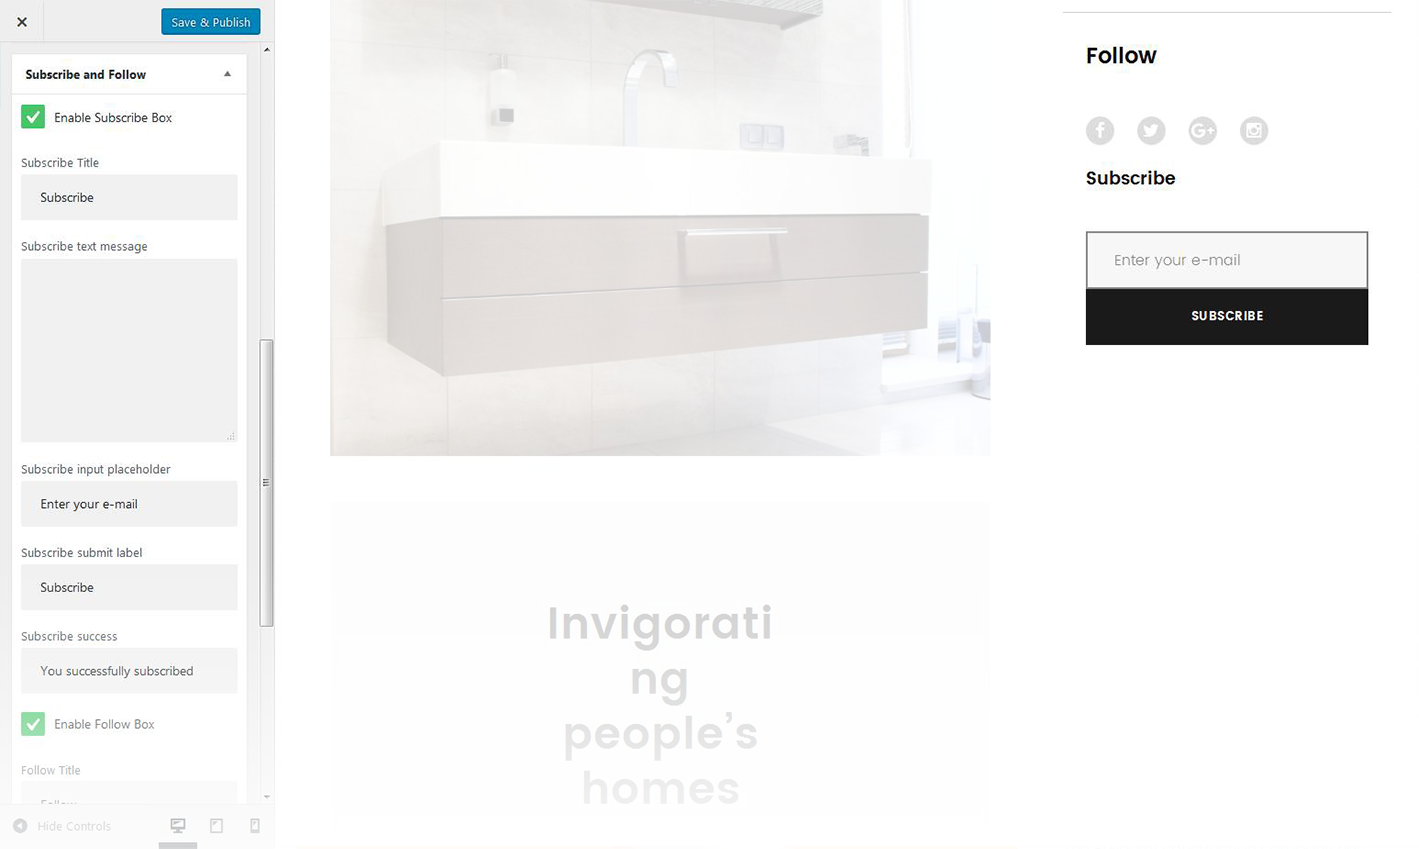 Save & Publish
Subscribe and Follow
Enable Subscribe Box
Subscribe Title
Subscribe
Subscribe text message
Subscribe input placeholder
Enter your e-mail
Subscribe submit label
Subscribe
Subscribe success
You successfully subscribed
Enable Follow Box
Follow Title
Follow
Hide Controls
Invigorati
ng
people’s
homes
Follow
Subscribe
Enter your e-mail
SUBSCRIBE